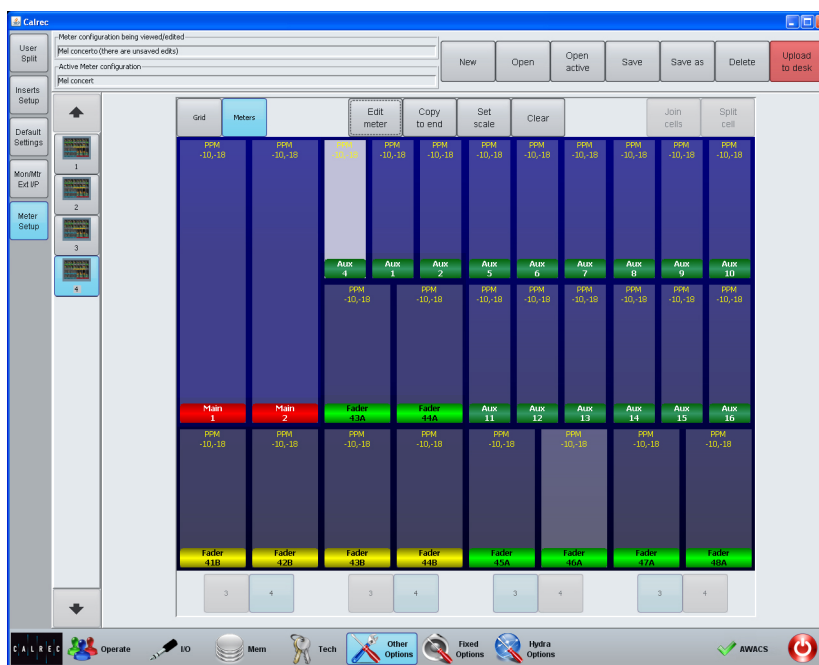 Calrec
User Split
Inserts Setup
Default Settings
Mon/Mtr Ext I/P
Meter Setup
Meter configuration being viewed/edited
Mel concerto (there are unsaved edits)
Active Meter configuration
Mel concert
New
Open
Open active
Save
Save as
Delete
Upload to desk
1
2
3
4
Grid
Meters
Edit meter
Copy to end
Set scale
Clear
Join cells
Split cell
PPM PPM PPM PPM PPM PPM PPM PPM PPM PPM PPM
-10,-18 -10,-18 -10,-18 -10,-18 -10,-18 -10,-18 -10,-18 -10,-18 -10,-18 -10,-18 -10,-18
Aux Aux Aux Aux Aux Aux Aux Aux Aux
4 1 2 5 6 7 8 9 10
PPM PPM PPM PPM PPM PPM PPM PPM
-10,-18 -10,-18 -10,-18 -10,-18 -10,-18 -10,-18 -10,-18 -10,-18
Main Main Fader Fader Aux Aux Aux Aux Aux Aux
1 2 43A 44A 11 12 13 14 15 16
PPM PPM PPM PPM PPM PPM PPM PPM
-10,-18 -10,-18 -10,-18 -10,-18 -10,-18 -10,-18 -10,-18 -10,-18
Fader Fader Fader Fader Fader Fader Fader Fader
41B 42B 43B 44B 45A 46A 47A 48A
3 4 3 4 3 4 3 4
CALREC
Operate
I/O
Mem
Tech
Other Options
Fixed Options
Hydra Options
AWACS